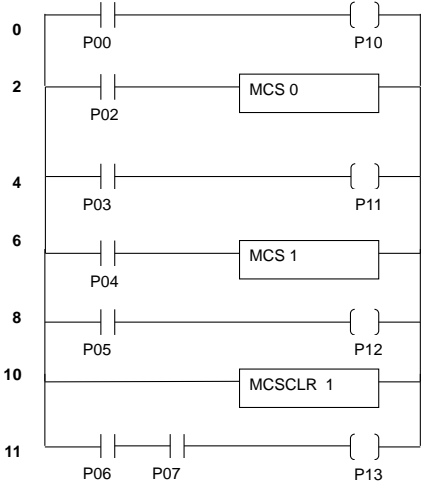 0
P00 P10
2 MCS 0
P02
4
P03 P11
6 MCS 1
P04
8
P05 P12
10 MCSCLR 1
11
P06 P07 P13